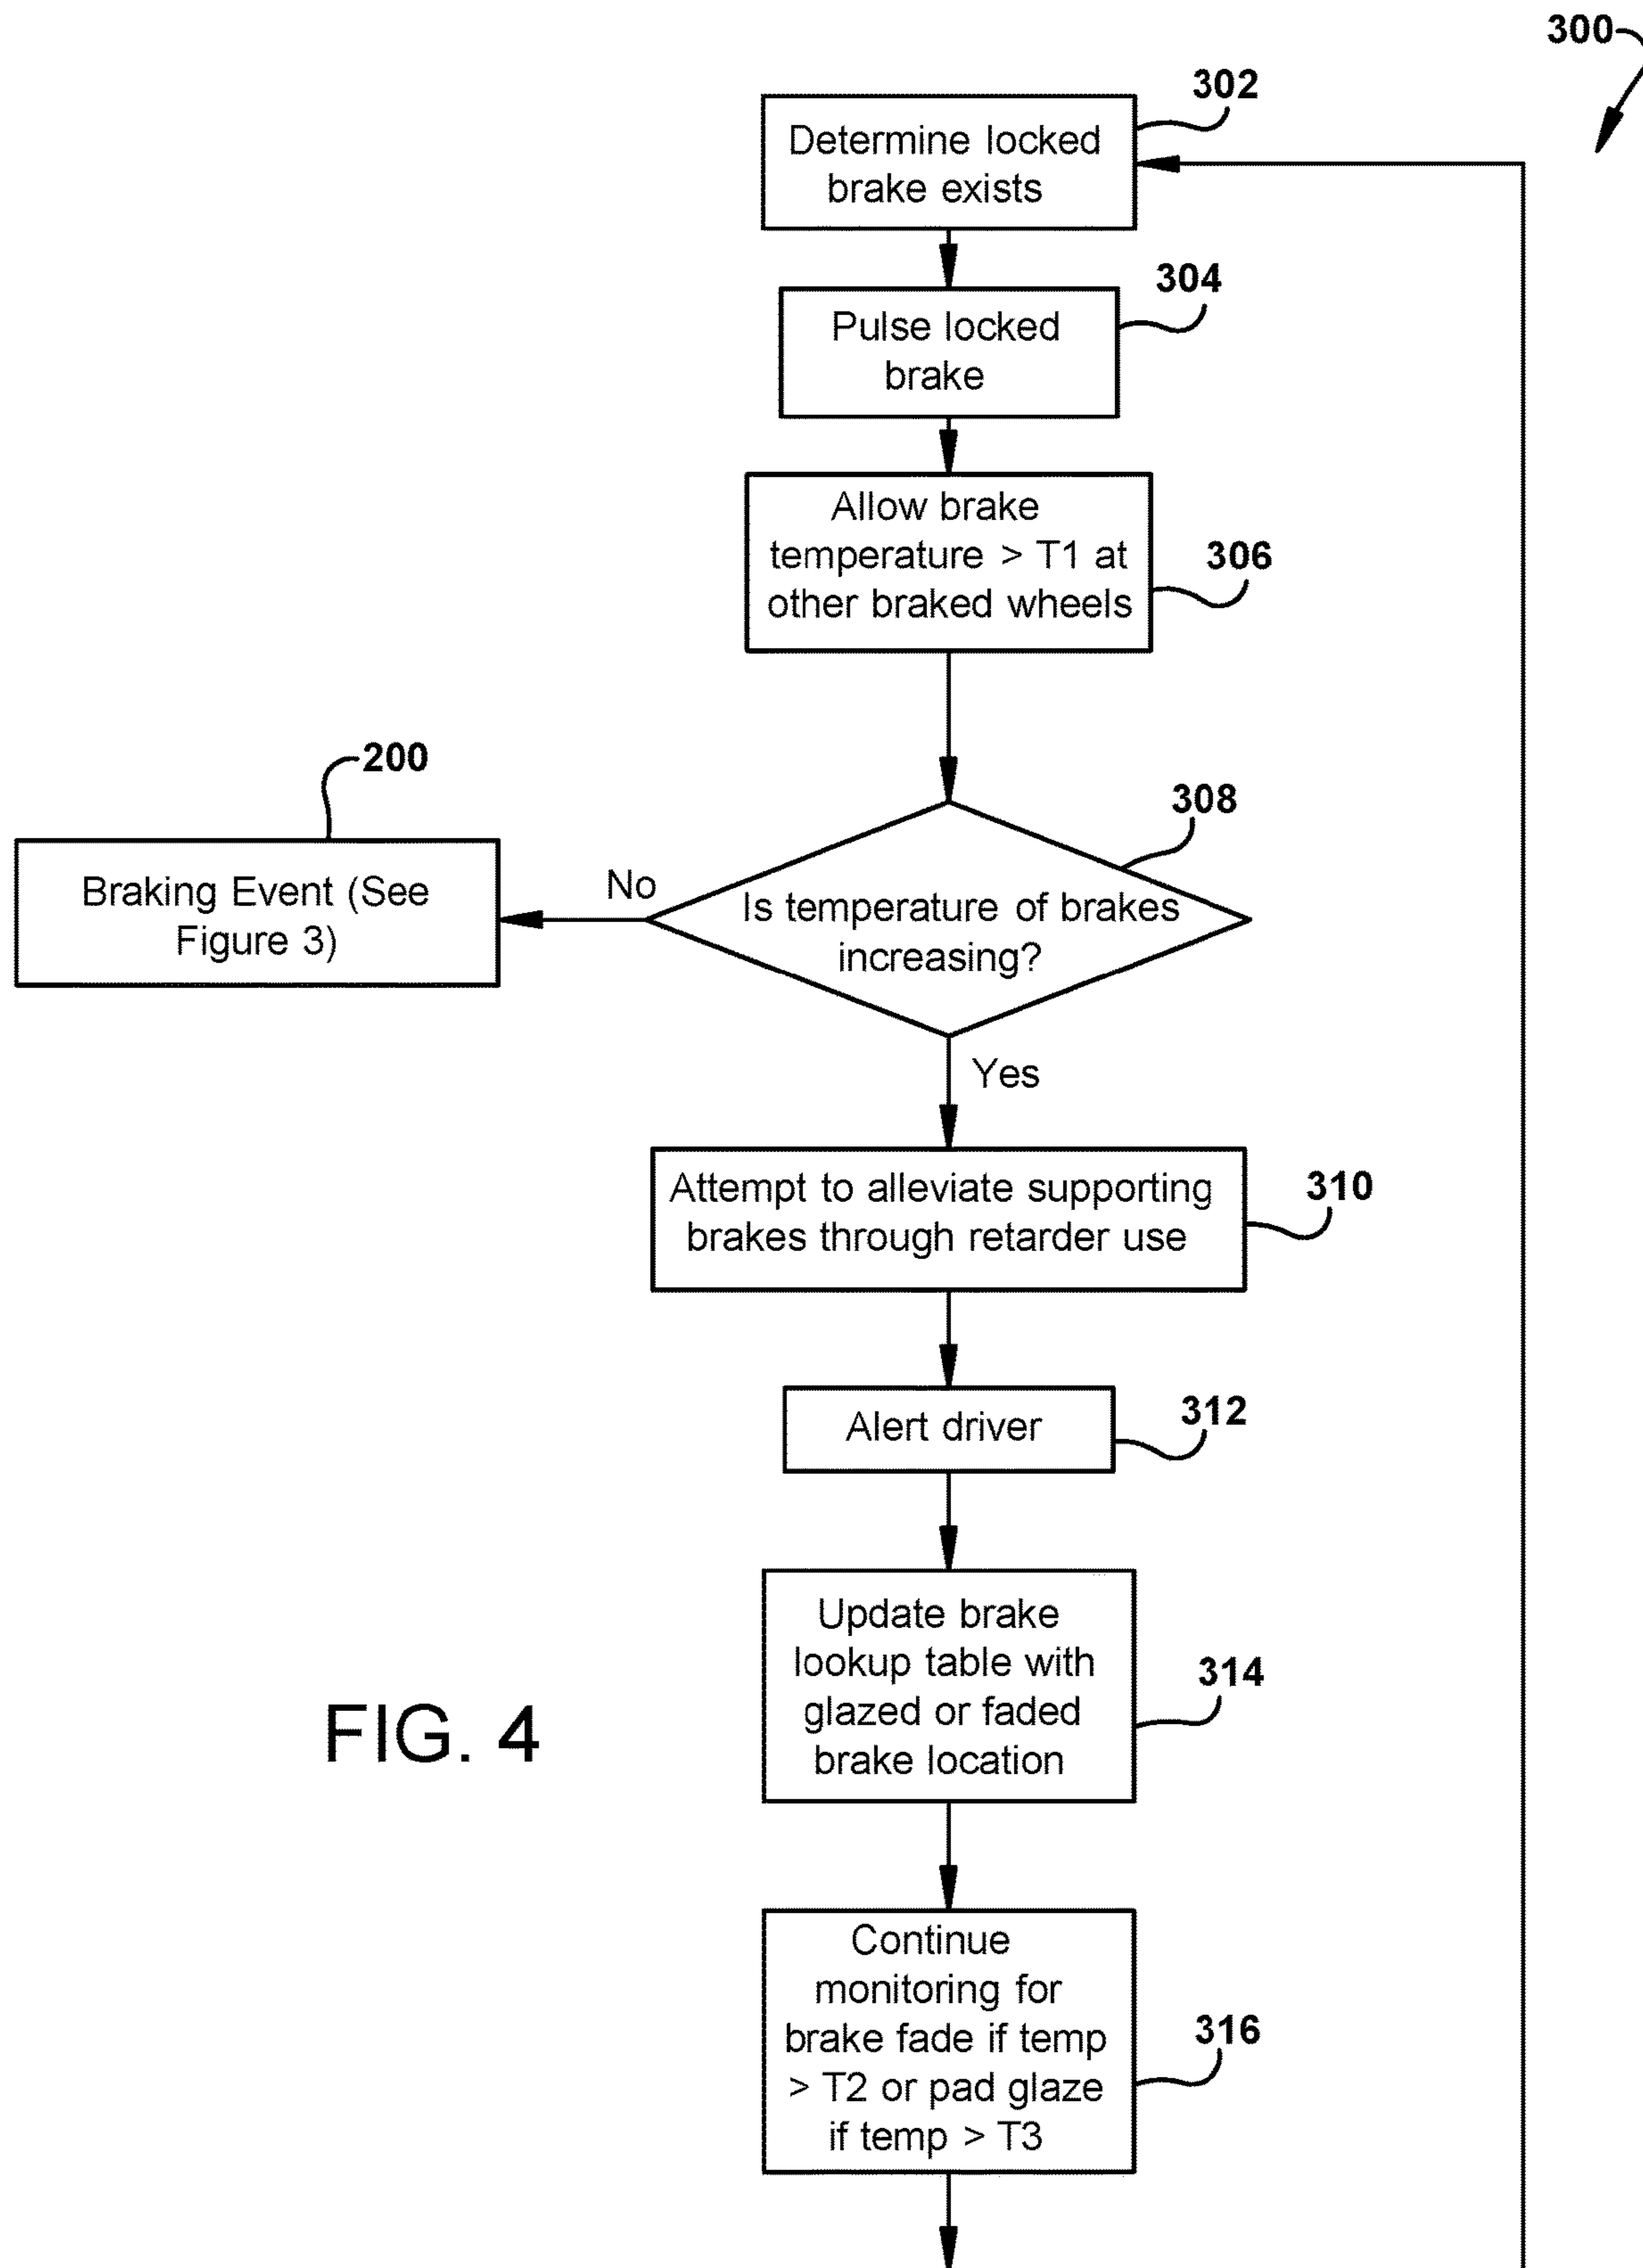 300
302
Determine locked
brake exists
304
Pulse locked
brake
Allow brake
temperature > T1 at
other braked wheels
306
200
308
Braking Event (See
Figure 3)
No
Is temperature of brakes
increasing?
Yes
Attempt to alleviate supporting
brakes through retarder use
310
Alert driver
312
Update brake
lookup table with
glazed or faded
brake location
314
FIG. 4
Continue
monitoring for
brake fade if temp
> T2 or pad glaze
if temp > T3
316